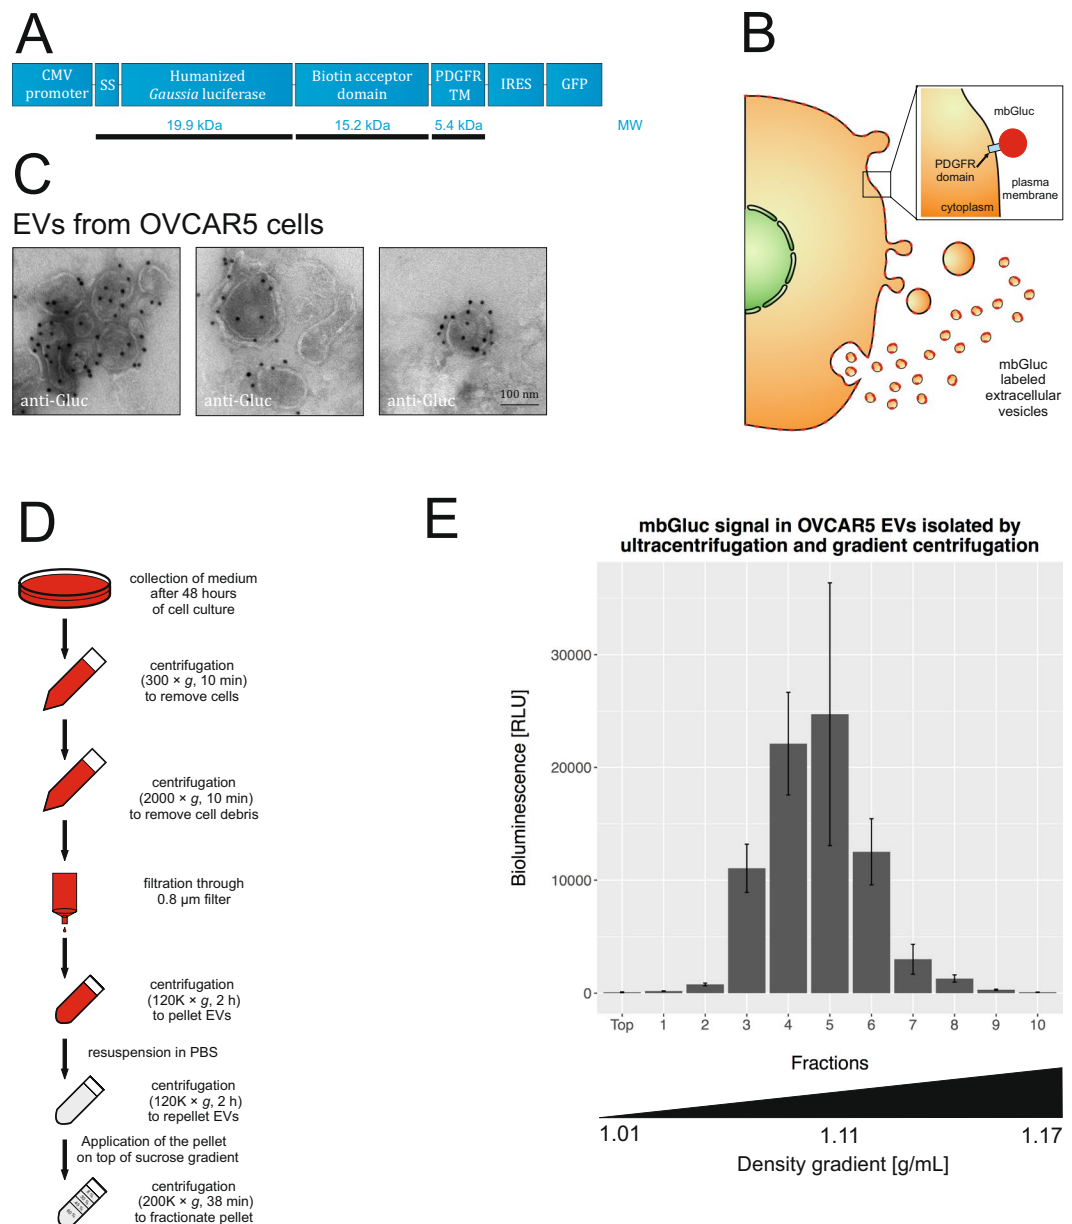 A
CMV
promoter
SS
Humanized
Gaussia luciferase
Biotin acceptor
domain
PDGFR
TM
IRES
GFP
19.9 kDa
15.2 kDa
5.4 kDa
MW
B
mbGluc
PDGFR
domain
plasma
membrane
cytoplasm
mbGluc
labeled
extracellular
vesicles
C
EVs from OVCAR5 cells
anti-Gluc
anti-Gluc
anti-Gluc
100 nm
D
collection of medium
after 48 hours
of cell culture
centrifugation
(300 × g, 10 min)
to remove cells
centrifugation
(2000 × g, 10 min)
to remove cell debris
filtration through
0.8 µm filter
centrifugation
(120K × g, 2 h)
to pellet EVs
resuspension in PBS
centrifugation
(120K × g, 2 h)
to repellet EVs
Application of the pellet
on top of sucrose gradient
centrifugation
(200K × g, 38 min)
to fractionate pellet
E
mbGluc signal in OVCAR5 EVs isolated by
ultracentrifugation and gradient centrifugation
Bioluminescence [RLU]
30000
20000
10000
0
Top 1 2 3 4 5 6 7 8 9 10
Fractions
1.01 1.11 1.17
Density gradient [g/mL]